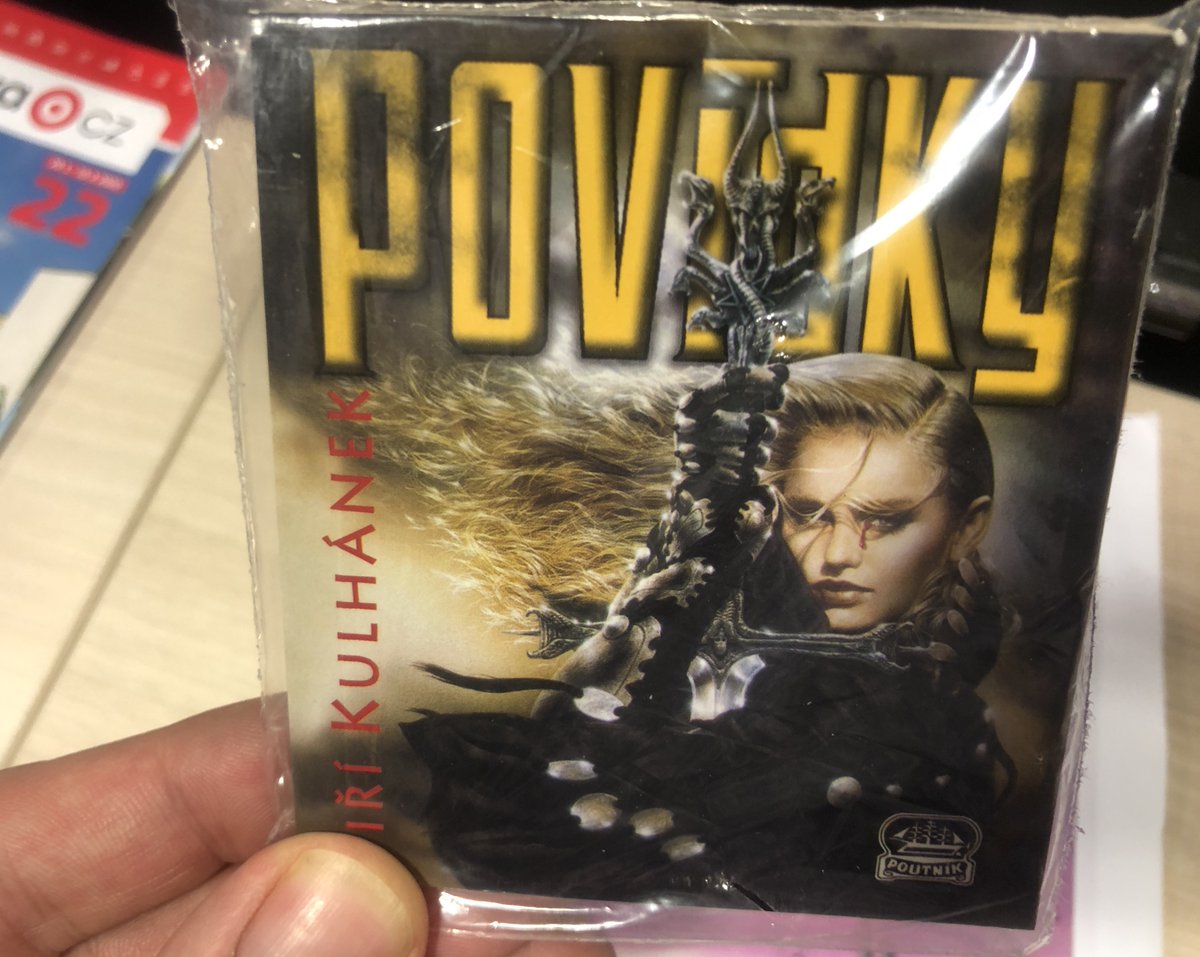 POVÍDKY
IŘÍ KULHÁNEK
POUTNÍK
a CZ
22